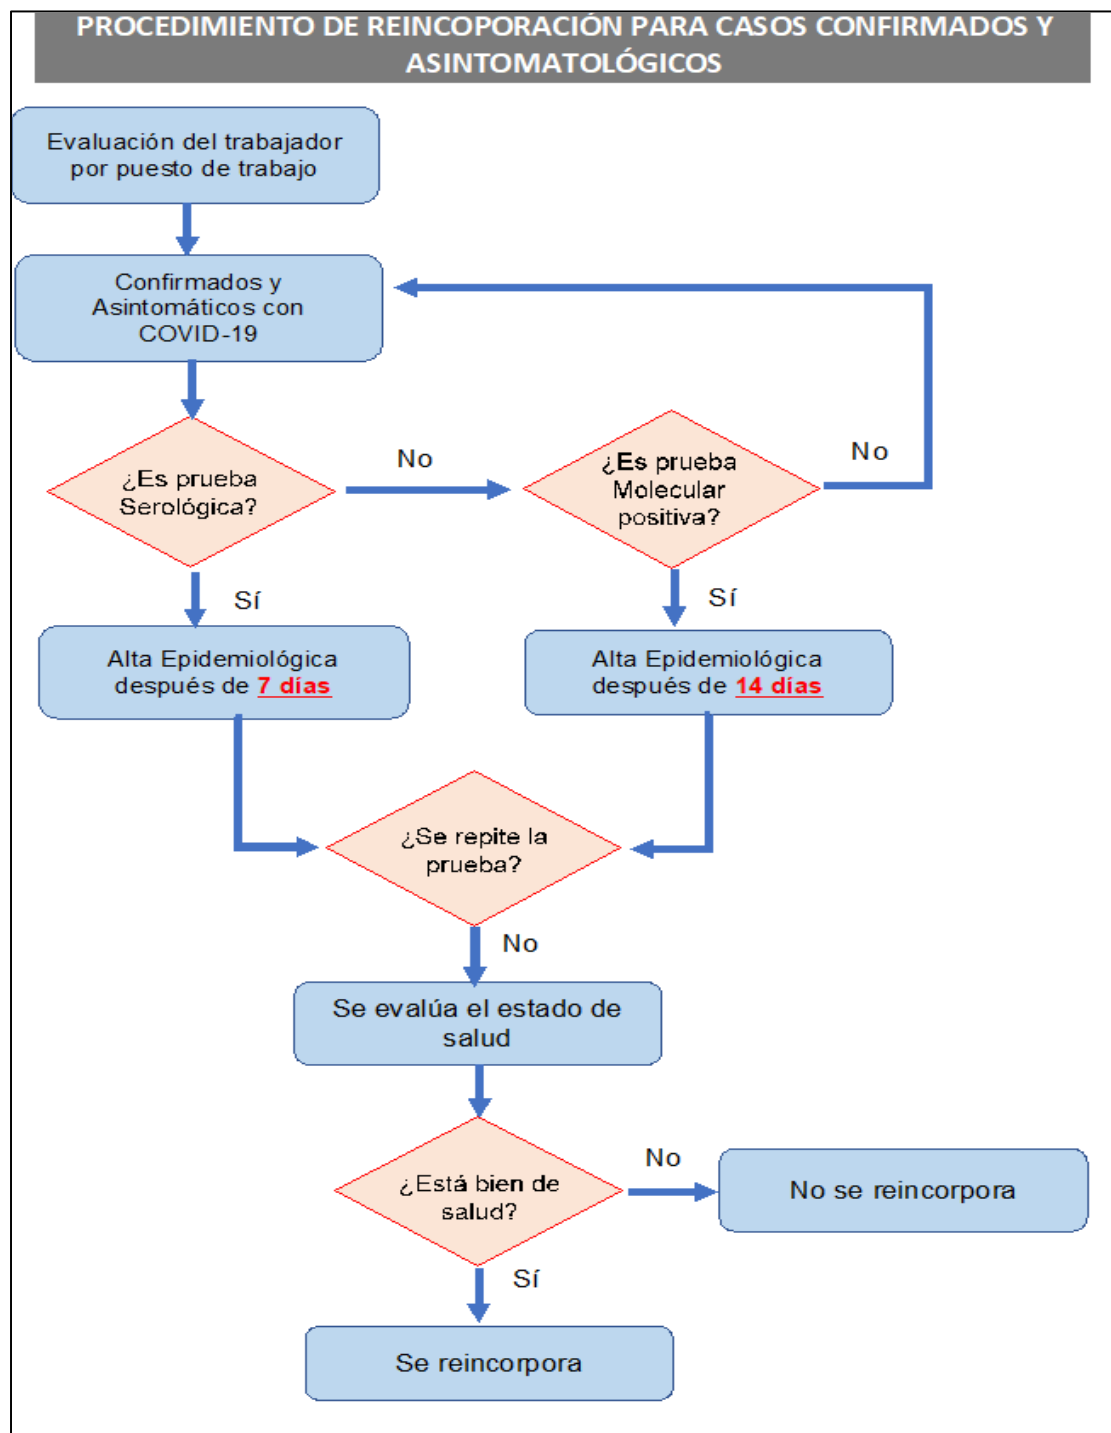 PROCEDIMIENTO DE REINCOPORACIÓN PARA CASOS CONFIRMADOS Y
ASINTOMATOLÓGICOS
Evaluación del trabajador
por puesto de trabajo
Confirmados y
Asintomáticos con
COVID-19
¿Es prueba
Serológica?
No
¿Es prueba
Molecular
positiva?
No
Sí
Sí
Alta Epidemiológica
después de 7 días
Alta Epidemiológica
después de 14 días
¿Se repite la
prueba?
No
Se evalúa el estado de
salud
¿Está bien de
salud?
No
No se reincorpora
Sí
Se reincorpora